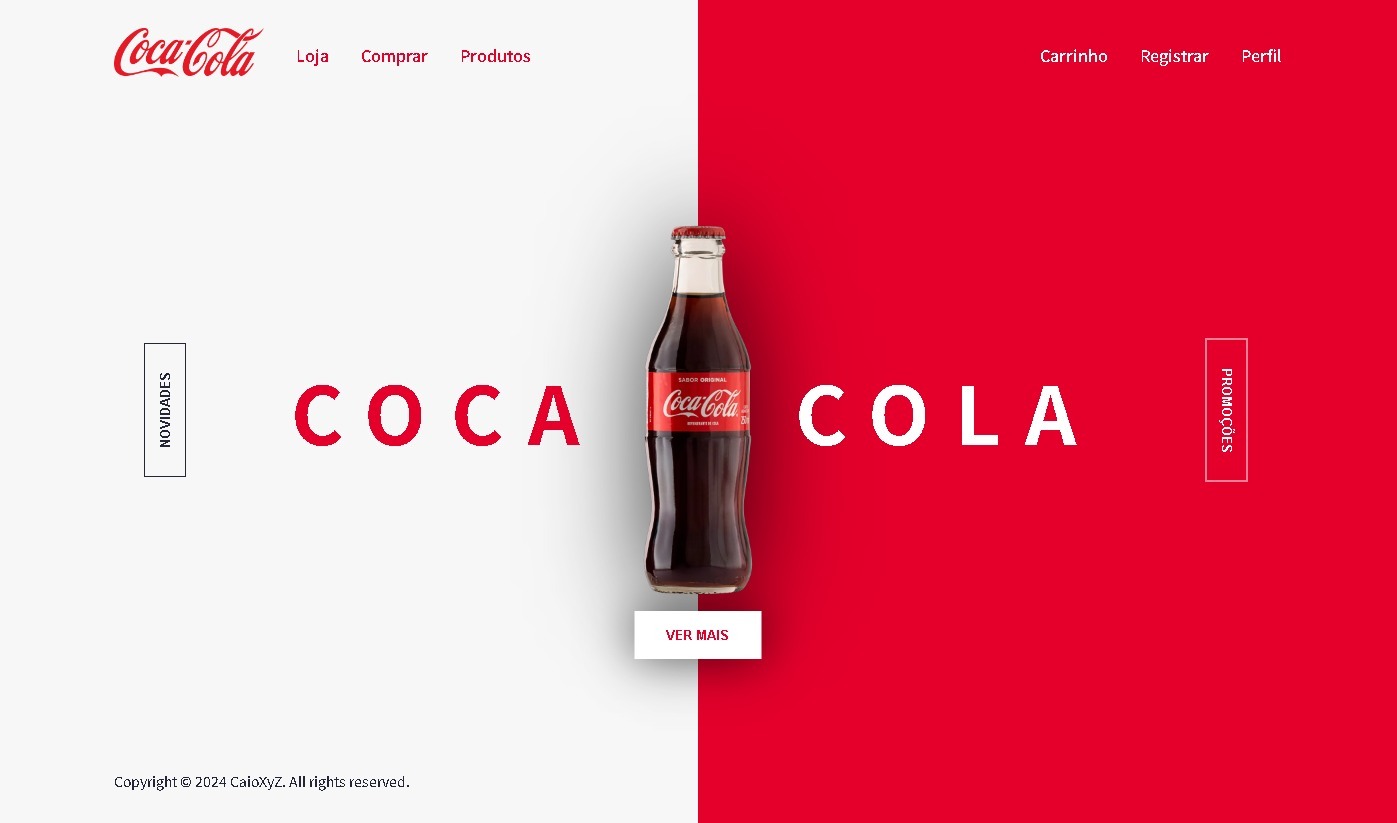 Coca-Cola
Loja
Comprar
Produtos
Carrinho
Registrar
Perfil
NOVIDADES
COCA
SABOR ORIGINAL
Coca-Cola
COLA
PROMOÇÕES
VER MAIS
Copyright © 2024 CaioXyZ. All rights reserved.